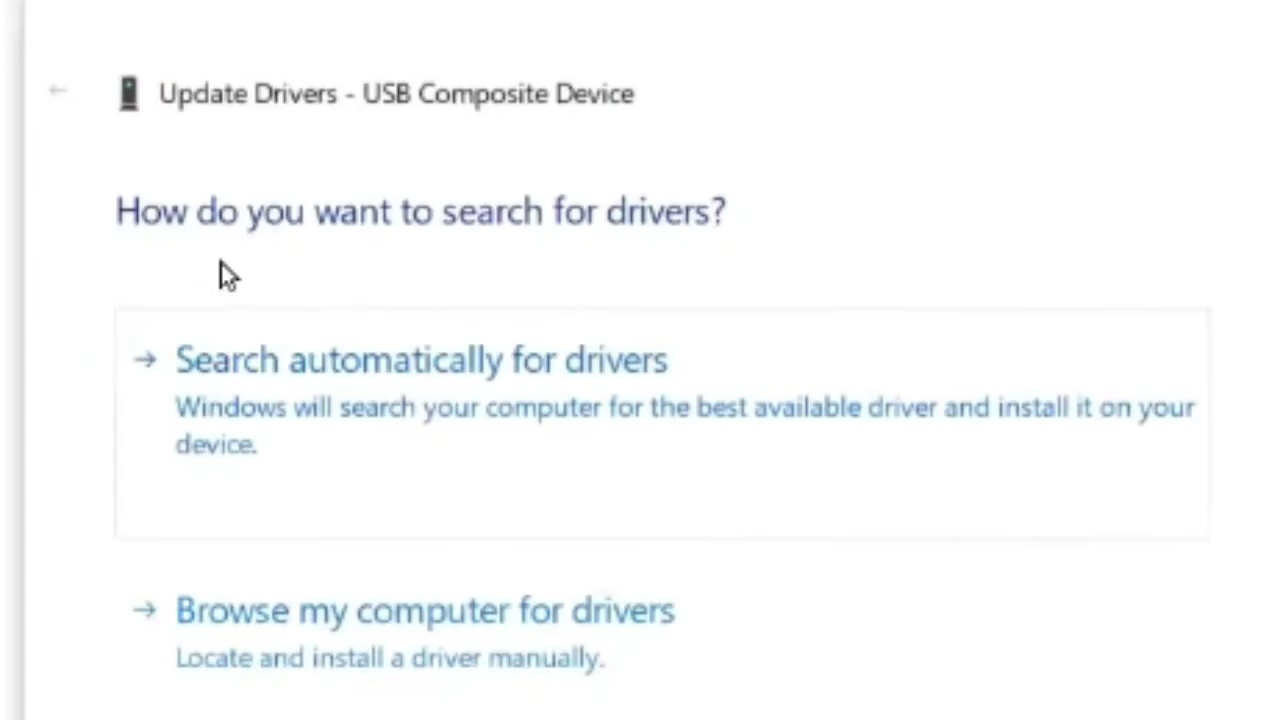 Update Drivers - USB Composite Device
How do you want to search for drivers?
Search automatically for drivers
Windows will search your computer for the best available driver and install it on your
device.
Browse my computer for drivers
Locate and install a driver manually.